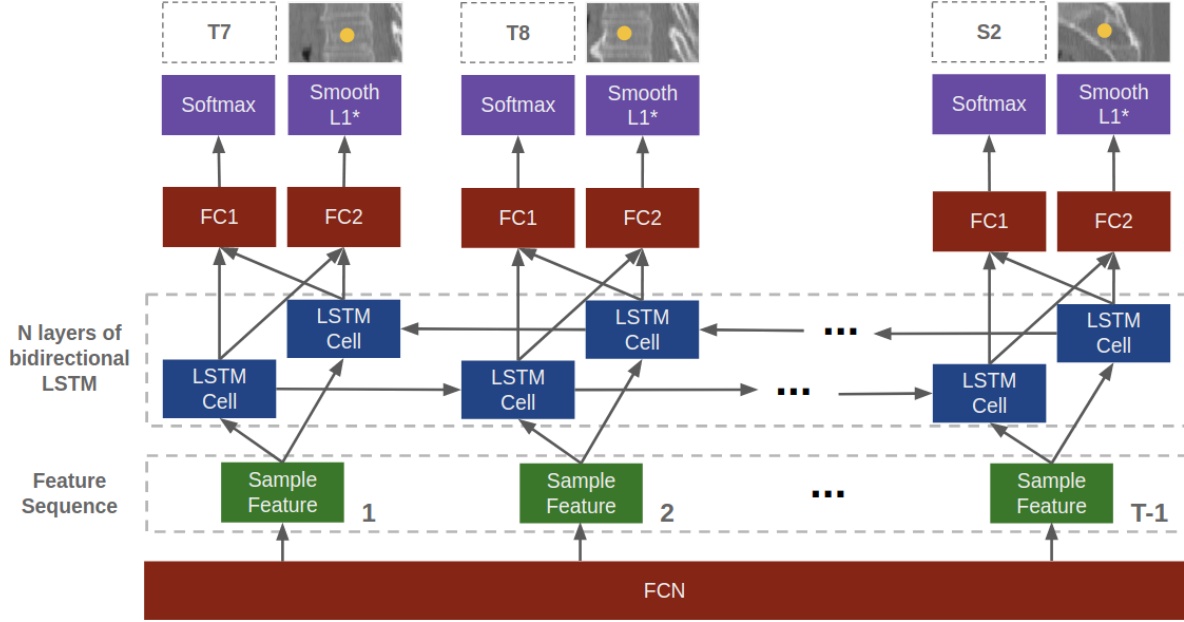 T7
T8
S2
Softmax
Smooth
L1*
Softmax
Smooth
L1*
Softmax
Smooth
L1*
FC1
FC2
FC1
FC2
FC1
FC2
N layers of
bidirectional
LSTM
LSTM
Cell
LSTM
Cell
...
LSTM
Cell
LSTM
Cell
LSTM
Cell
...
LSTM
Cell
Feature
Sequence
Sample
Feature
1
Sample
Feature
2
...
Sample
Feature
T-1
FCN